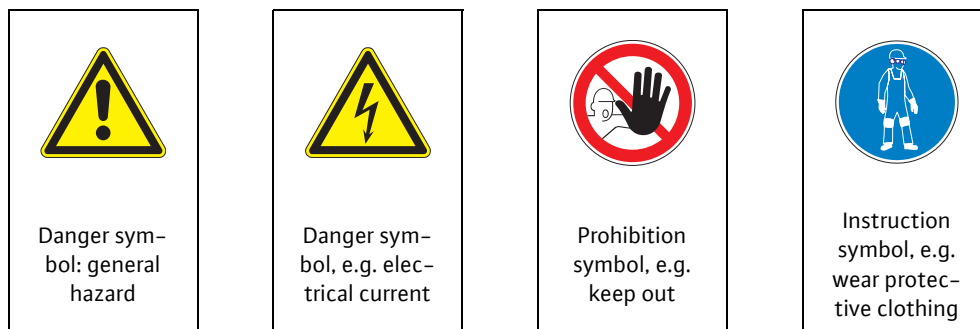 Danger sym-
bol: general
hazard
Danger sym-
bol, e.g. elec-
trical current
Prohibition
symbol, e.g.
keep out
Instruction
symbol, e.g.
wear protec-
tive clothing